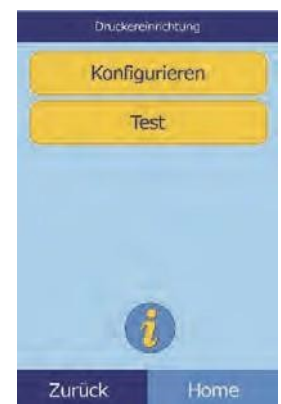 Druckereinrichtung
Konfigurieren
Test
i
Zurück Home